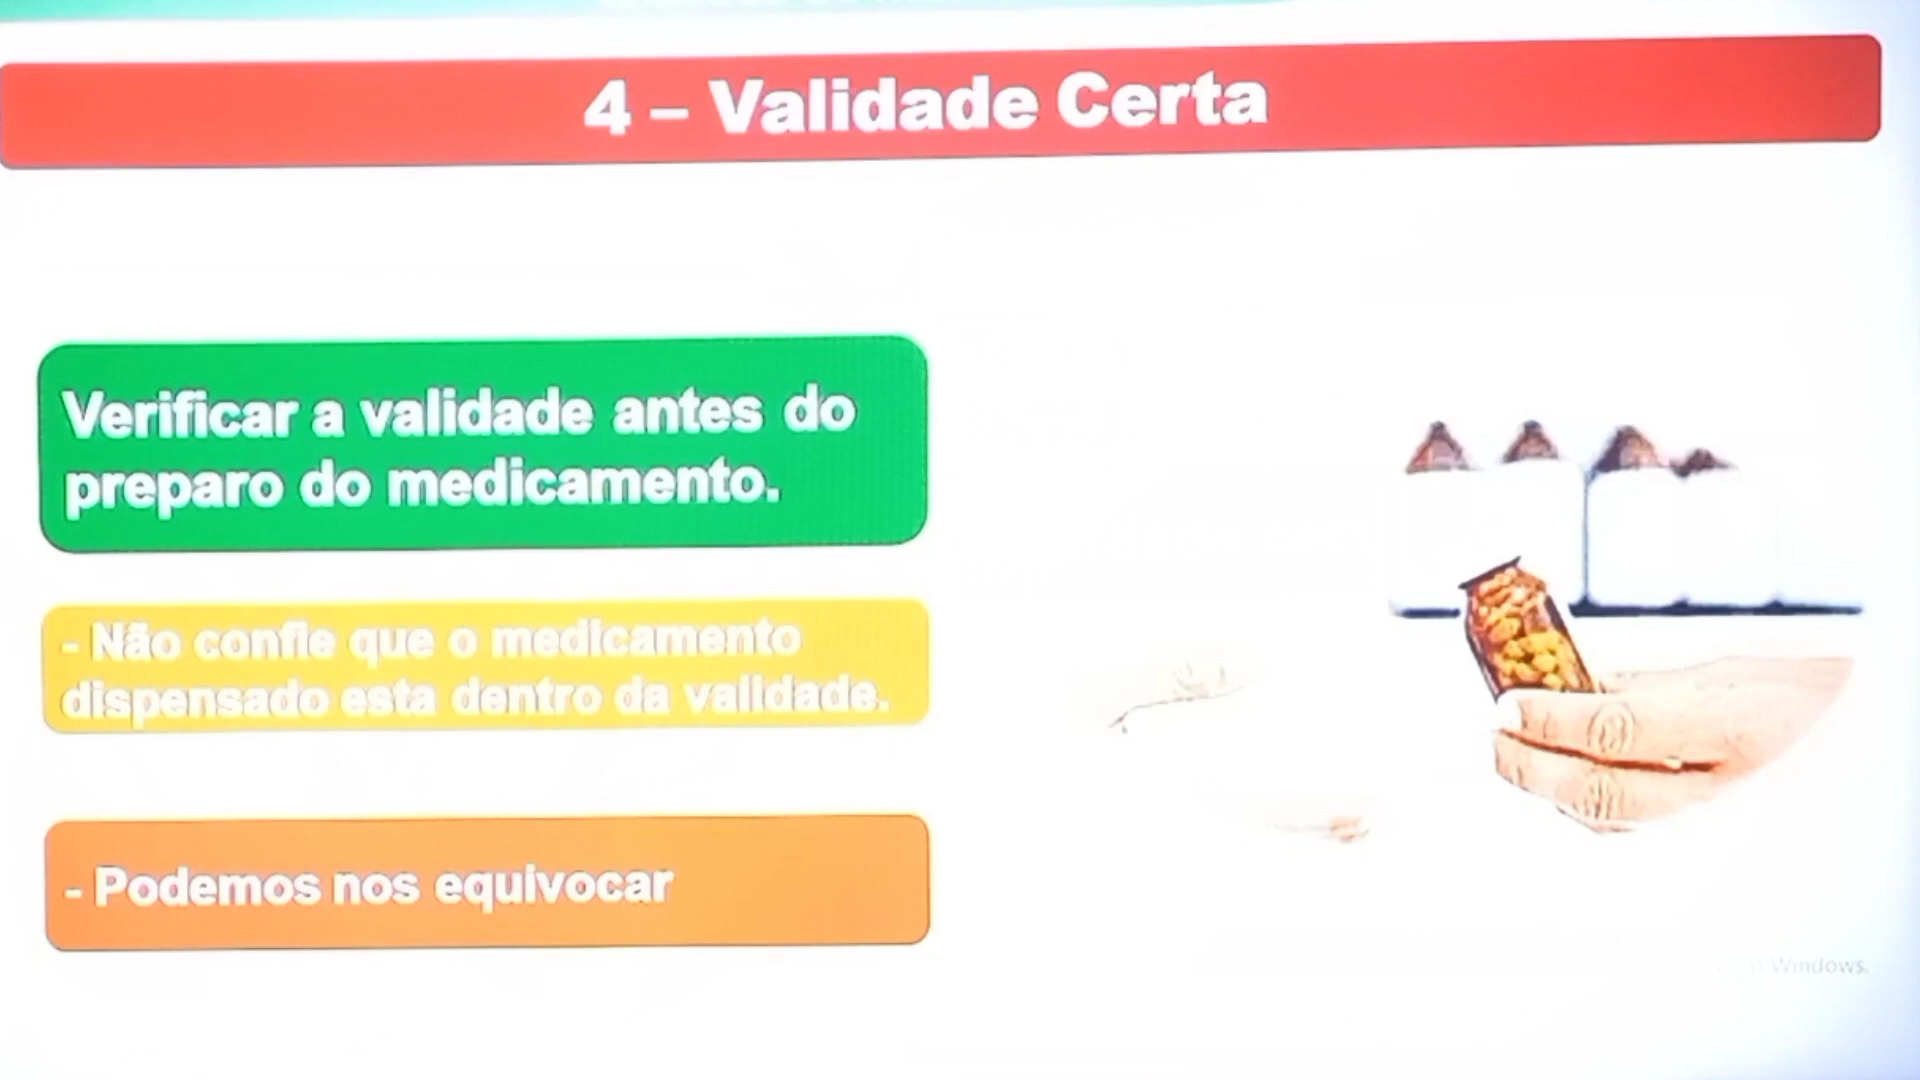 4 – Validade Certa
Verificar a validade antes do
preparo do medicamento.
- Não confie que o medicamento
dispensado esta dentro da validade.
- Podemos nos equivocar
Windows.